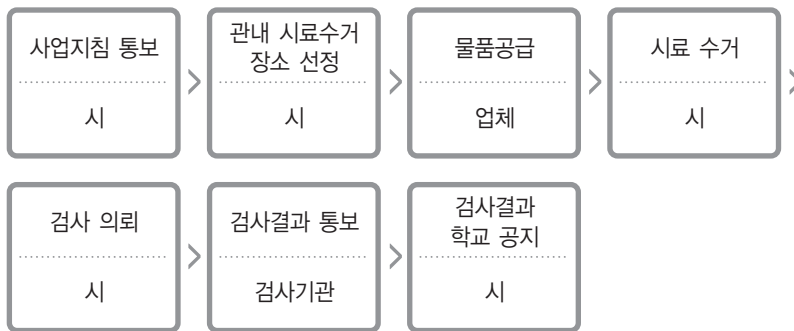 사업지침 통보
시
관내 시료수거
장소 선정
시
물품공급
업체
시료 수거
시
검사 의뢰
시
검사결과 통보
검사기관
검사결과
학교 공지
시